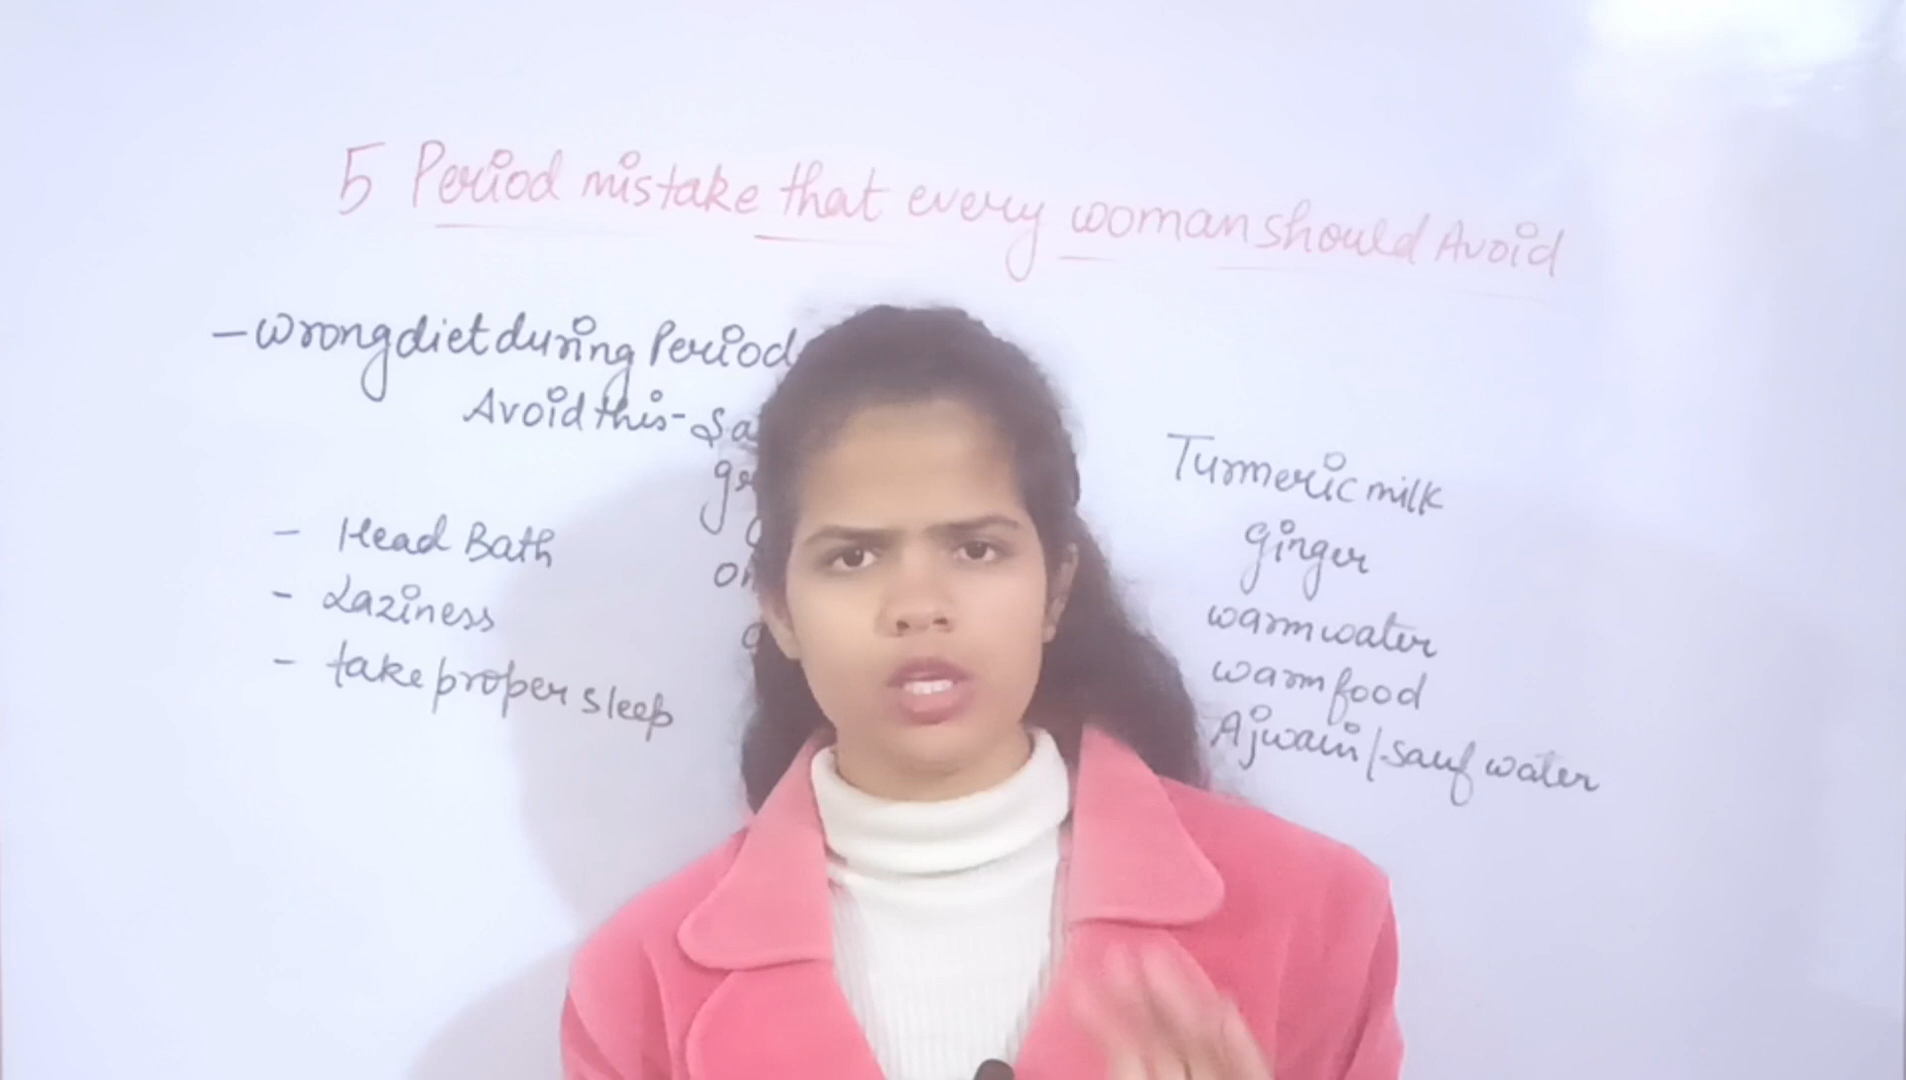 5 Period mistake that every woman should Avoid
- wrong diet during Period
Avoid this -
- Head Bath
- Laziness
- take proper sleep
Turmeric milk
ginger
warm water
warm food
Ajwain / sauf water